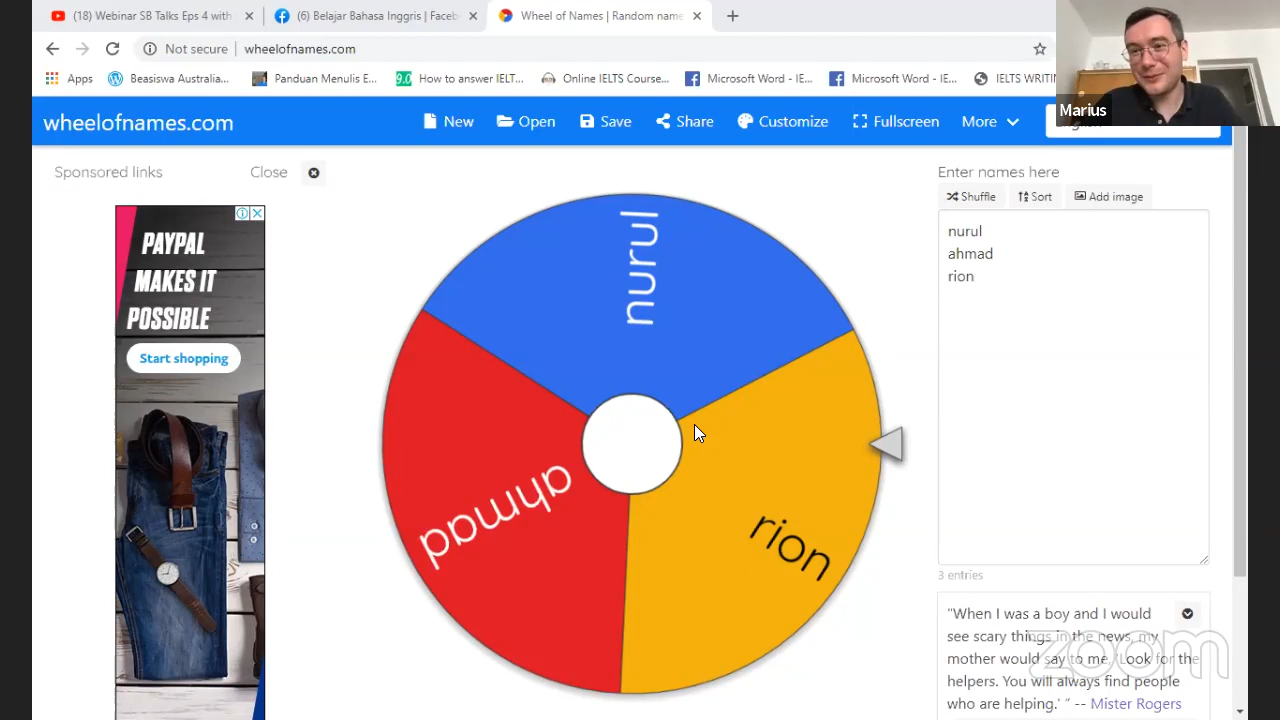 (18) Webinar SB Talks Eps 4 with
(6) Belajar Bahasa Inggris | Faceb
Wheel of Names | Random name
Not secure
wheelofnames.com
Apps
Beasiswa Australia...
Panduan Menulis E...
9.0
How to answer IELT...
Online IELTS Course...
Microsoft Word - IE...
Microsoft Word - IE...
IELTS WRITIN
Marius
wheelofnames.com
New
Open
Save
Share
Customize
Fullscreen
More
Sponsored links
Close
PAYPAL
MAKES IT
POSSIBLE
Start shopping
nurul
ahmad
rion
Enter names here
Shuffle
Sort
Add image
nurul
ahmad
rion
3 entries
"When I was a boy and I would
see scary things in the news, my
mother would say to me, 'Look for the
helpers. You will always find people
who are helping.' " -- Mister Rogers
zoom